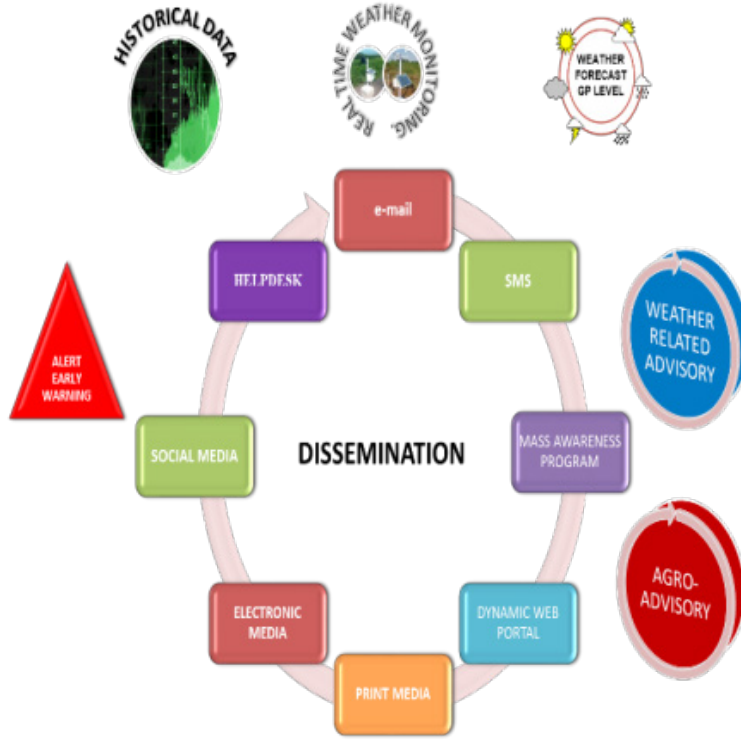 HISTORICAL DATA
REAL TIME WEATHER MONITORING.
WEATHER
FORECAST
GP LEVEL
e-mail
HELPDESK
SMS
WEATHER
RELATED
ADVISORY
ALERT
EARLY
WARNING
SOCIAL MEDIA
DISSEMINATION
MASS AWARENESS
PROGRAM
AGRO-
ADVISORY
ELECTRONIC
MEDIA
DYNAMIC WEB
PORTAL
PRINT MEDIA